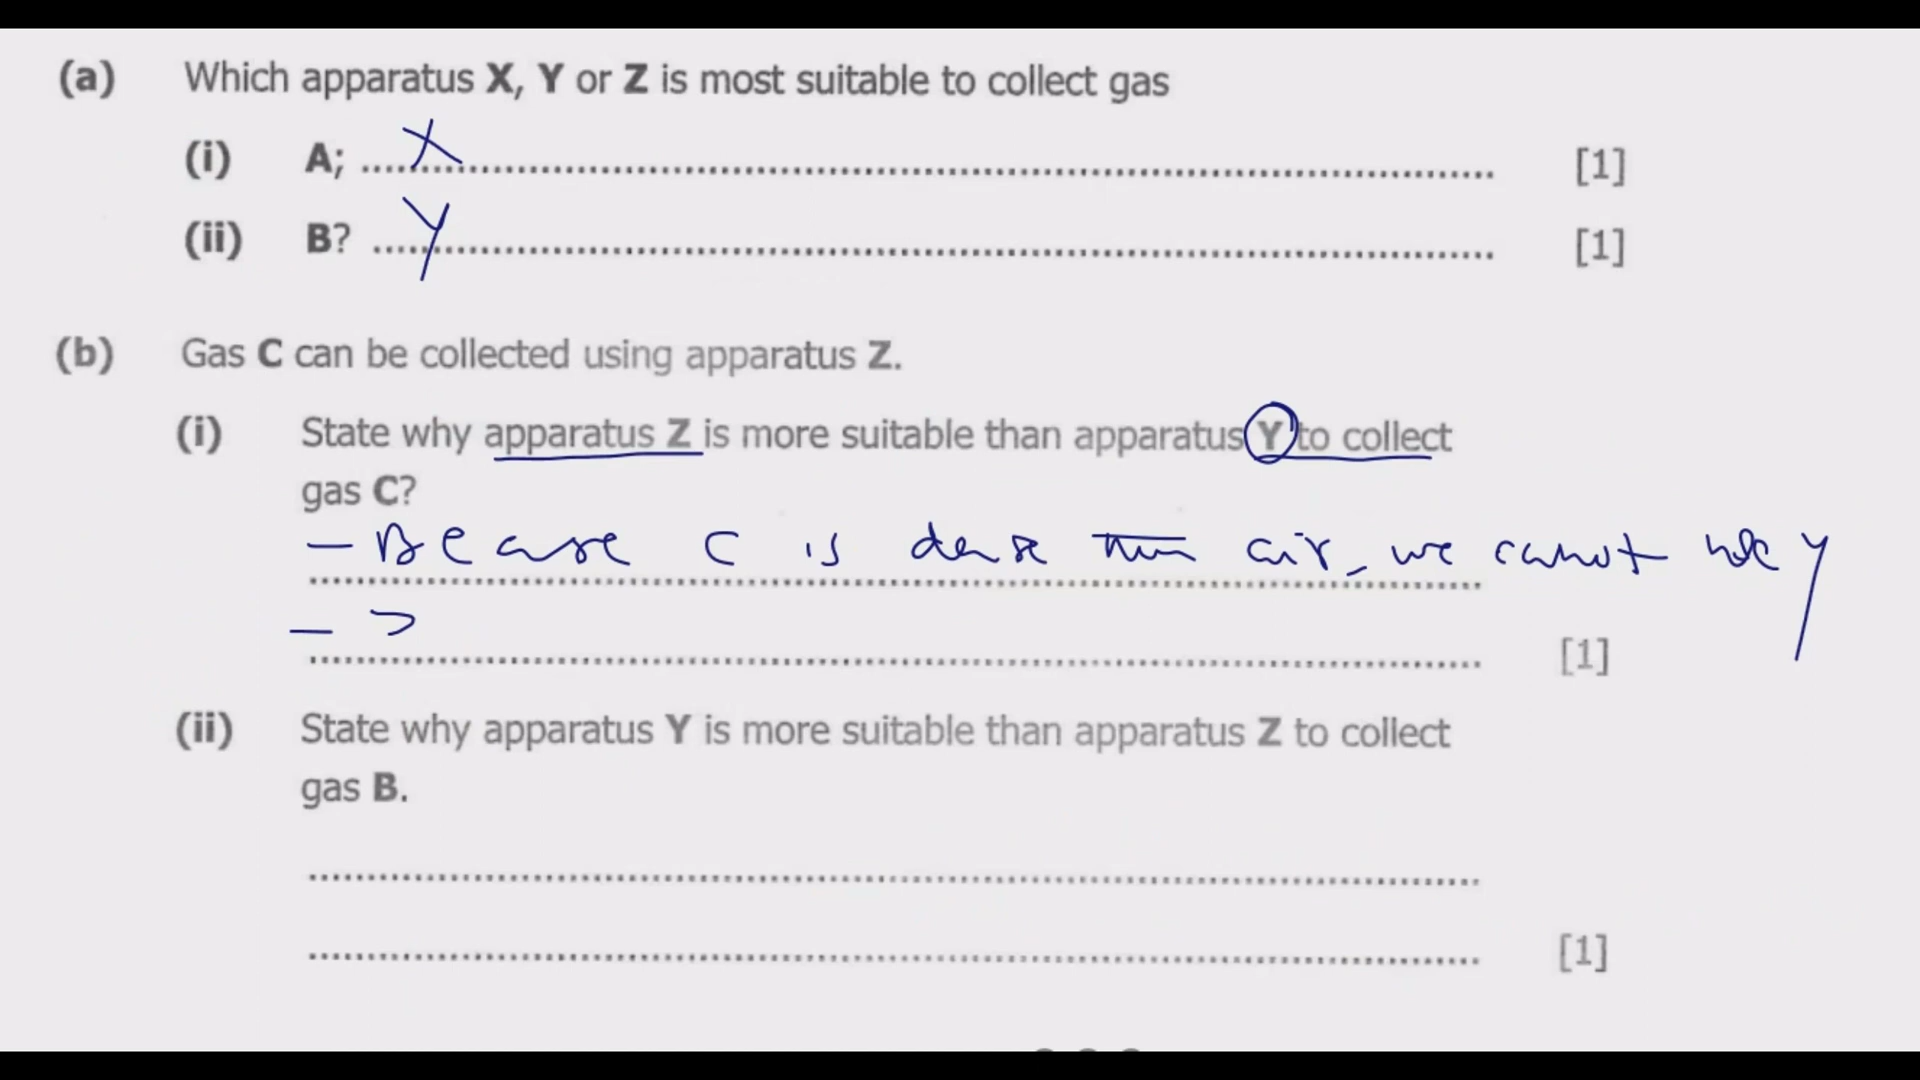 (a) Which apparatus X, Y or Z is most suitable to collect gas
(i) A; X [1]
(ii) B? Y [1]
(b) Gas C can be collected using apparatus Z.
(i) State why apparatus Z is more suitable than apparatus Y to collect
gas C?
- Because C is dense than air, we cannot use Y
- >
[1]
(ii) State why apparatus Y is more suitable than apparatus Z to collect
gas B.
[1]